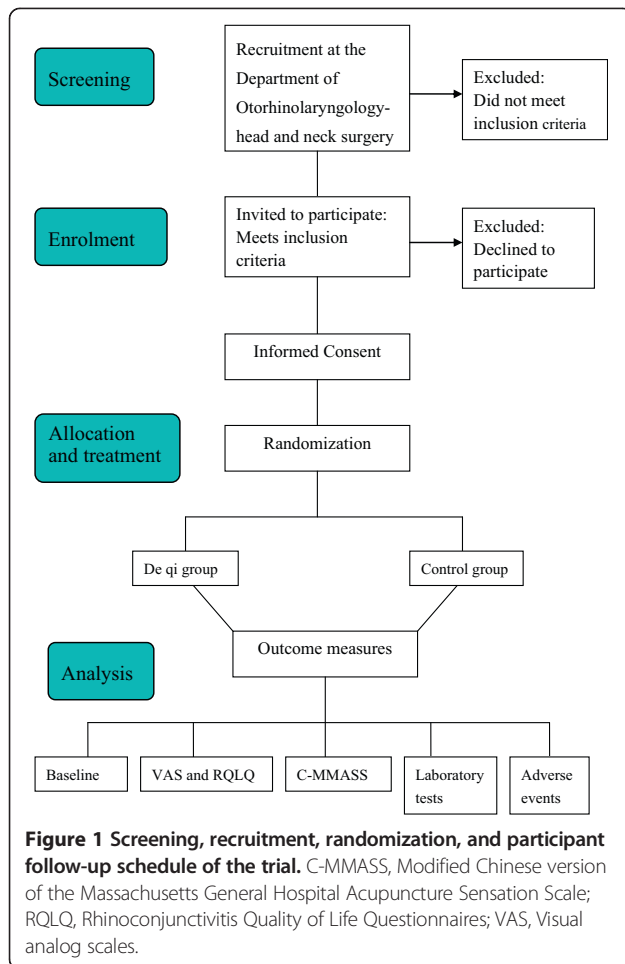 Screening
Recruitment at the
Department of
Otorhinolaryngology-
head and neck surgery
Excluded:
Did not meet
inclusion criteria
Enrolment
Invited to participate:
Meets inclusion
criteria
Excluded:
Declined to
participate
Informed Consent
Allocation
and treatment
Randomization
De qi group
Control group
Outcome measures
Analysis
Baseline
VAS and RQLQ
C-MMASS
Laboratory
tests
Adverse
events
Figure 1 Screening, recruitment, randomization, and participant
follow-up schedule of the trial. C-MMASS, Modified Chinese version
of the Massachusetts General Hospital Acupuncture Sensation Scale;
RQLQ, Rhinoconjunctivitis Quality of Life Questionnaires; VAS, Visual
analog scales.